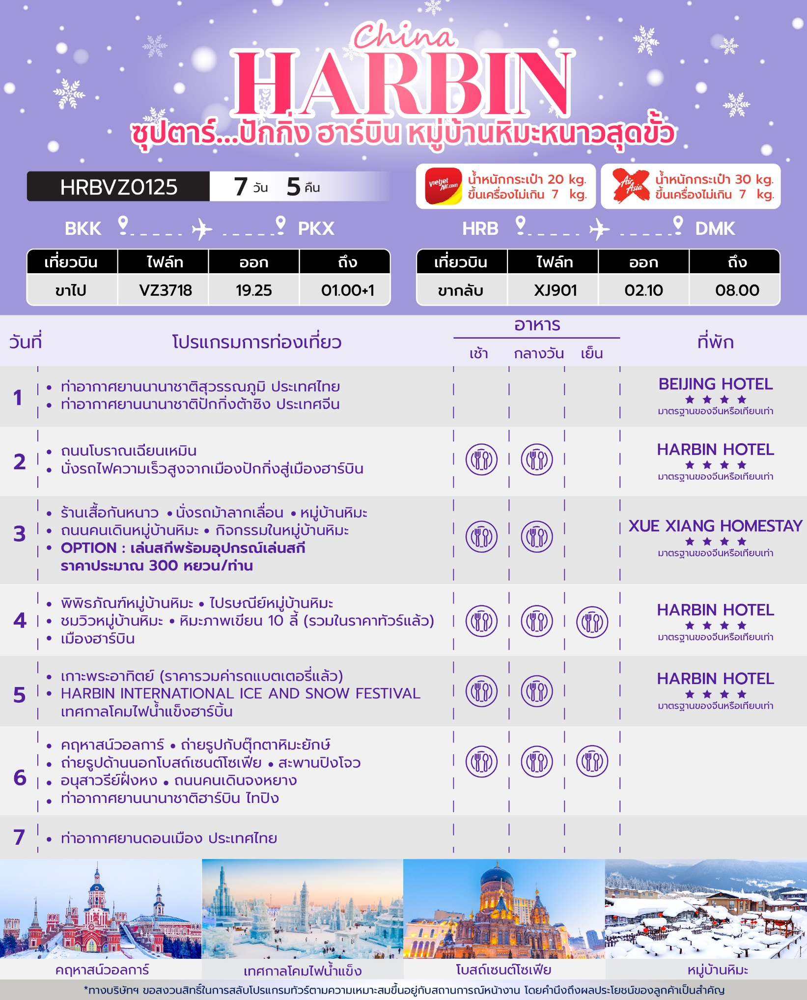 China
HARBIN
ซุปตาร์...ปักกิ่ง ฮาร์บิน หมู่บ้านหิมะหนาวสุดขั้ว
HRBVZ0125 7 วัน 5 คืน
vietjet Air.com น้ำหนักกระเป๋า 20 kg.
ขึ้นเครื่องไม่เกิน 7 kg.
Air Asia X น้ำหนักกระเป๋า 30 kg.
ขึ้นเครื่องไม่เกิน 7 kg.
BKK PKX
เที่ยวบิน ไฟล์ท ออก ถึง
ขาไป VZ3718 19.25 01.00+1
HRB DMK
เที่ยวบิน ไฟล์ท ออก ถึง
ขากลับ XJ901 02.10 08.00
วันที่ โปรแกรมการท่องเที่ยว อาหาร ที่พัก
เช้า กลางวัน เย็น
1
• ท่าอากาศยานนานาชาติสุวรรณภูมิ ประเทศไทย
• ท่าอากาศยานนานาชาติปักกิ่งต้าซิง ประเทศจีน
BEIJING HOTEL
มาตรฐานของจีนหรือเทียบเท่า
2
• ถนนโบราณเฉียนเหมิน
• นั่งรถไฟความเร็วสูงจากเมืองปักกิ่งสู่เมืองฮาร์บิน
HARBIN HOTEL
มาตรฐานของจีนหรือเทียบเท่า
3
• ร้านเสื้อกันหนาว • นั่งรถม้าลากเลื่อน • หมู่บ้านหิมะ
• ถนนคนเดินหมู่บ้านหิมะ • กิจกรรมในหมู่บ้านหิมะ
• OPTION : เล่นสกีพร้อมอุปกรณ์เล่นสกี
ราคาประมาณ 300 หยวน/ท่าน
XUE XIANG HOMESTAY
มาตรฐานของจีนหรือเทียบเท่า
4
• พิพิธภัณฑ์หมู่บ้านหิมะ • ไปรษณีย์หมู่บ้านหิมะ
• ชมวิวหมู่บ้านหิมะ • หิมะภาพเขียน 10 ลี้ (รวมในราคาทัวร์แล้ว)
• เมืองฮาร์บิน
HARBIN HOTEL
มาตรฐานของจีนหรือเทียบเท่า
5
• เกาะพระอาทิตย์ (ราคารวมค่ารถแบตเตอรี่แล้ว)
• HARBIN INTERNATIONAL ICE AND SNOW FESTIVAL
เทศกาลโคมไฟน้ำแข็งฮาร์บิ้น
HARBIN HOTEL
มาตรฐานของจีนหรือเทียบเท่า
6
• คฤหาสน์วอลการ์ • ถ่ายรูปกับตุ๊กตาหิมะยักษ์
• ถ่ายรูปด้านนอกโบสถ์เซนต์โซเฟีย • สะพานปิงโจว
• อนุสาวรีย์ฝั่งหง • ถนนคนเดินจงหยาง
• ท่าอากาศยานนานาชาติฮาร์บิน ไทปิง
7
• ท่าอากาศยานดอนเมือง ประเทศไทย
คฤหาสน์วอลการ์
เทศกาลโคมไฟน้ำแข็ง
โบสถ์เซนต์โซเฟีย
หมู่บ้านหิมะ
*ทางบริษัทฯ ขอสงวนสิทธิ์ในการสลับโปรแกรมทัวร์ตามความเหมาะสมขึ้นอยู่กับสถานการณ์หน้างาน โดยคำนึงถึงผลประโยชน์ของลูกค้าเป็นสำคัญ